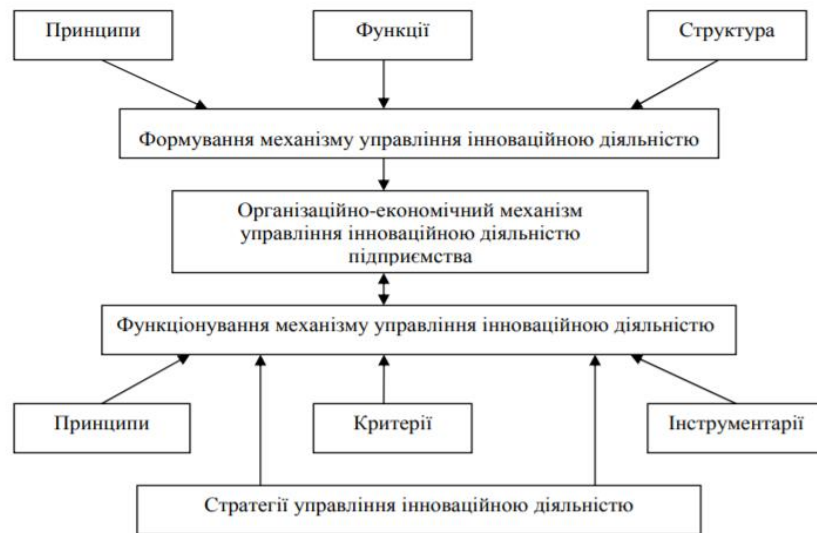 Принципи
Функції
Структура
Формування механізму управління інноваційною діяльністю
Організаційно-економічний механізм
управління інноваційною діяльністю
підприємства
Функціонування механізму управління інноваційною діяльністю
Принципи
Критерії
Інструментарії
Стратегії управління інноваційною діяльністю